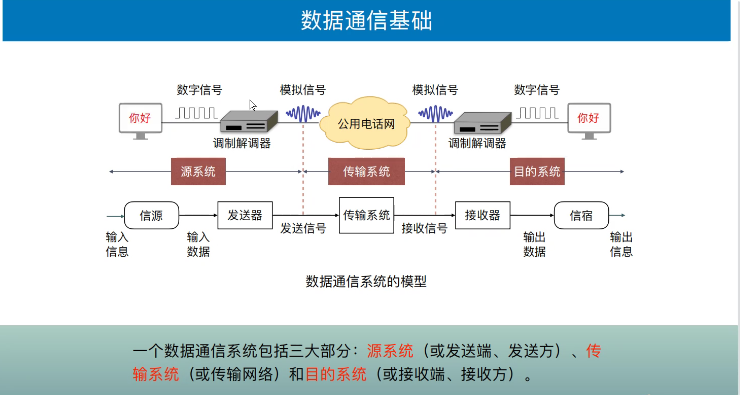 数据通信基础
数字信号 模拟信号 模拟信号 数字信号
你好 公用电话网 你好
调制解调器 调制解调器
源系统 传输系统 目的系统
信源 发送器 传输系统 接收器 信宿
输入 输入 发送信号 接收信号 输出 输出
信息 数据 数据 信息
数据通信系统的模型
一个数据通信系统包括三大部分：源系统（或发送端、发送方）、传
输系统（或传输网络）和目的系统（或接收端、接收方）。